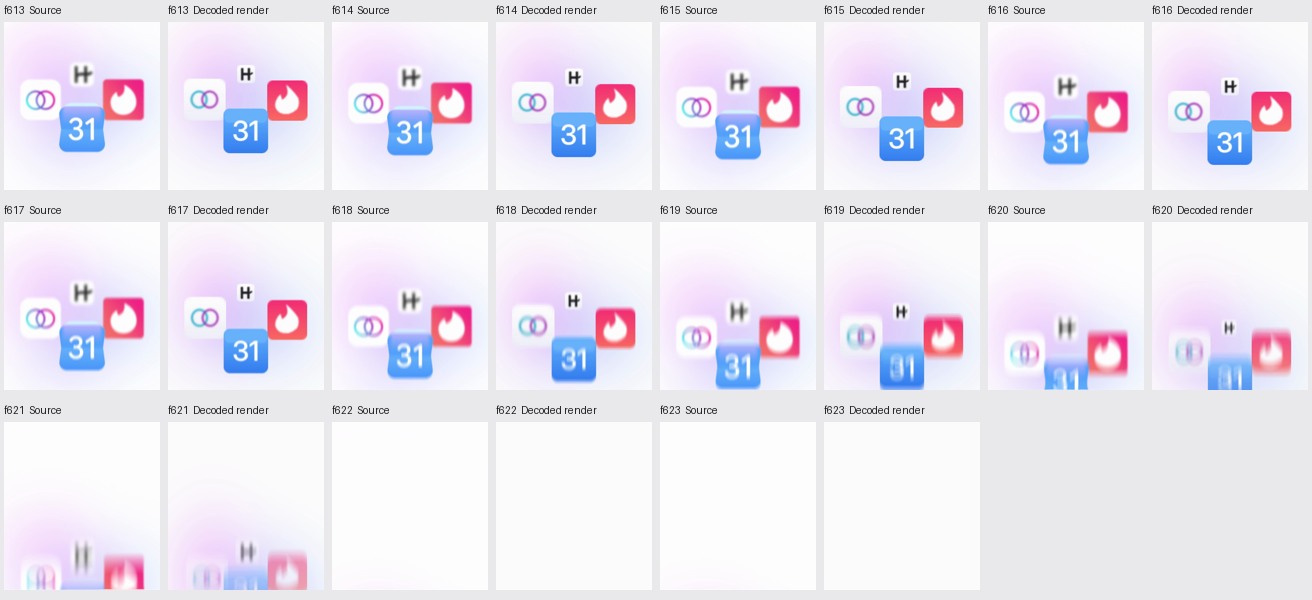 f613 Source f613 Decoded render f614 Source f614 Decoded render f615 Source f615 Decoded render f616 Source f616 Decoded render
H H H H H H H H
31 31 31 31 31 31 31 31
f617 Source f617 Decoded render f618 Source f618 Decoded render f619 Source f619 Decoded render f620 Source f620 Decoded render
H H H H H H H H
31 31 31 31 31 31 31 31
f621 Source f621 Decoded render f622 Source f622 Decoded render f623 Source f623 Decoded render
H